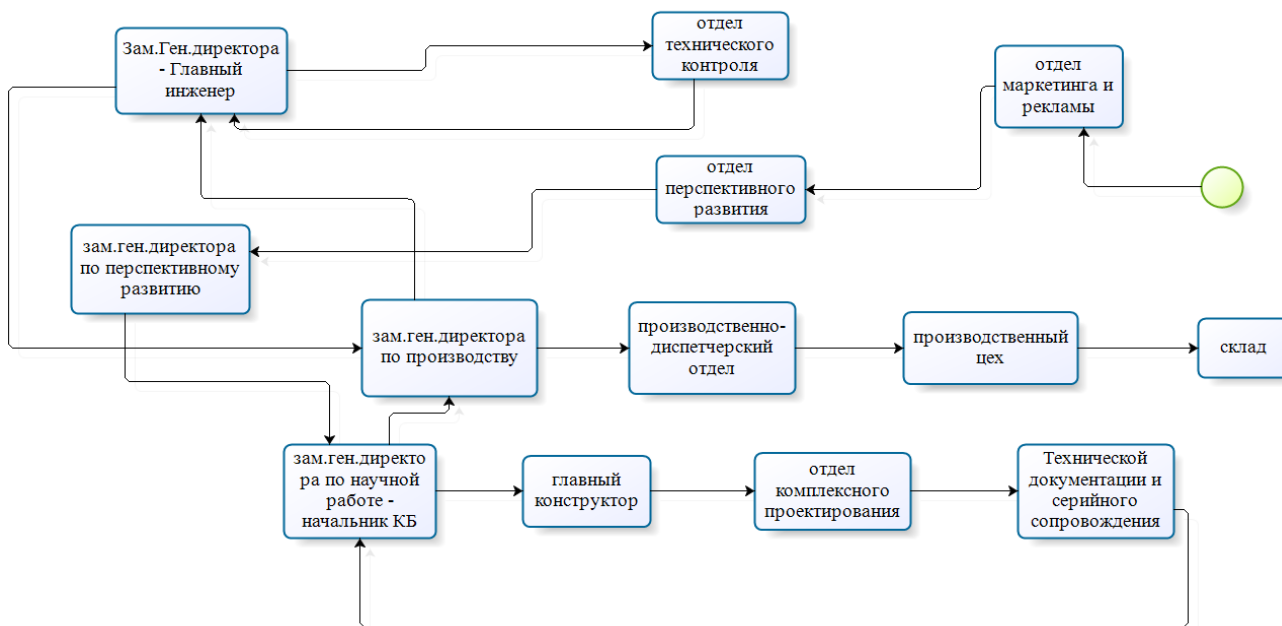 Зам.Ген.директора
- Главный
инженер
отдел
технического
контроля
отдел
маркетинга и
рекламы
отдел
перспективного
развития
зам.ген.директора
по перспективному
развитию
зам.ген.директора
по производству
производственно-
диспетчерский
отдел
производственный
цех
склад
зам.ген.директо
ра по научной
работе -
начальник КБ
главный
конструктор
отдел
комплексного
проектирования
Технической
документации и
серийного
сопровождения